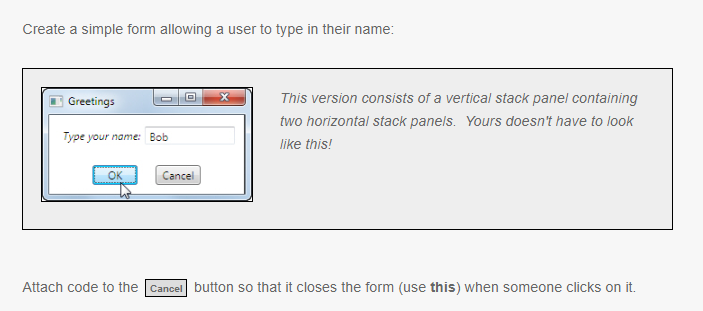 Create a simple form allowing a user to type in their name:
Greetings
Type your name: Bob
OK Cancel
This version consists of a vertical stack panel containing
two horizontal stack panels. Yours doesn't have to look
like this!
Attach code to the Cancel button so that it closes the form (use this) when someone clicks on it.